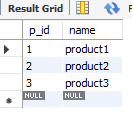 Result Grid
p_id name
1 product1
2 product2
3 product3
NULL NULL